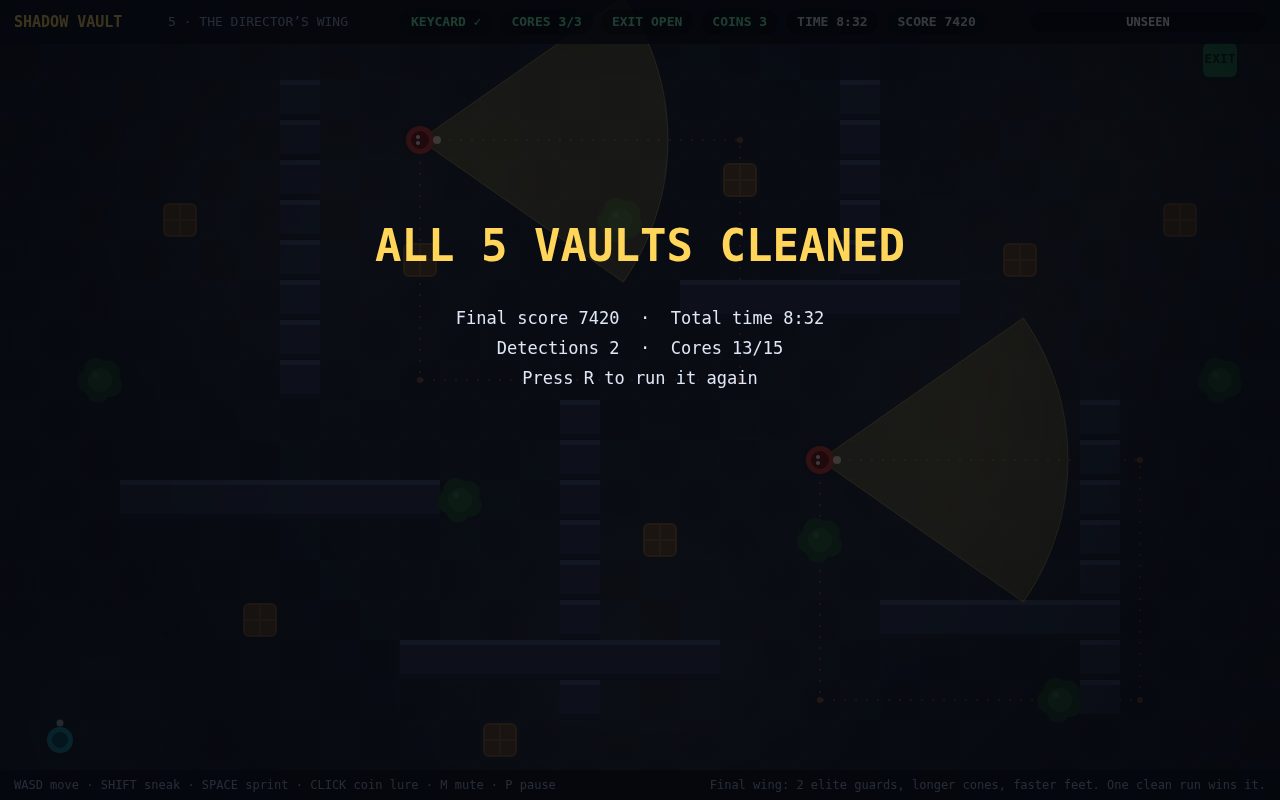 SHADOW VAULT 5 · THE DIRECTOR’S WING KEYCARD ✓ CORES 3/3 EXIT OPEN COINS 3 TIME 8:32 SCORE 7420 UNSEEN
EXIT
ALL 5 VAULTS CLEANED
Final score 7420 · Total time 8:32
Detections 2 · Cores 13/15
Press R to run it again
WASD move · SHIFT sneak · SPACE sprint · CLICK coin lure · M mute · P pause Final wing: 2 elite guards, longer cones, faster feet. One clean run wins it.